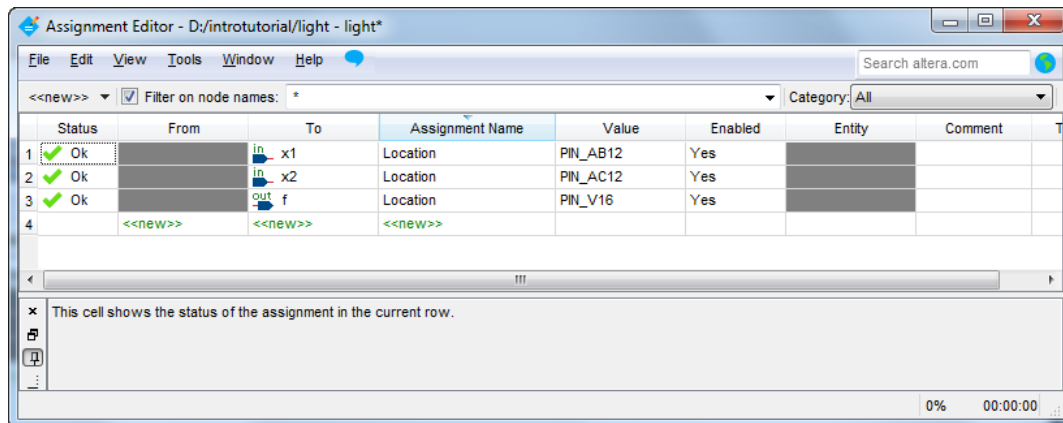 Assignment Editor - D:/introtutorial/light - light*
File Edit View Tools Window Help Search altera.com
<<new>> Filter on node names: * Category: All
Status From To Assignment Name Value Enabled Entity Comment T
1 Ok in x1 Location PIN_AB12 Yes
2 Ok in x2 Location PIN_AC12 Yes
3 Ok out f Location PIN_V16 Yes
4 <<new>> <<new>> <<new>>
This cell shows the status of the assignment in the current row.
0% 00:00:00